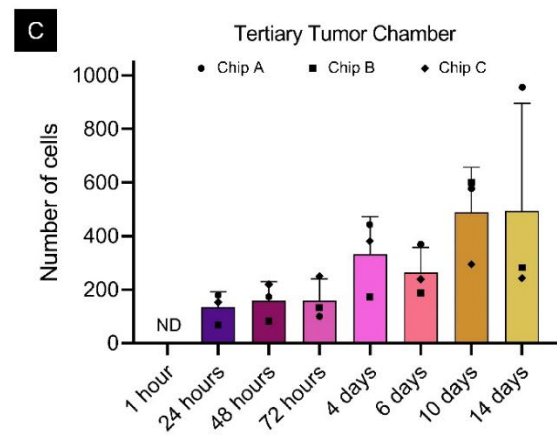 C
Tertiary Tumor Chamber
Chip A Chip B Chip C
Number of cells
1000
800
600
400
200
0
ND
1 hour
24 hours
48 hours
72 hours
4 days
6 days
10 days
14 days